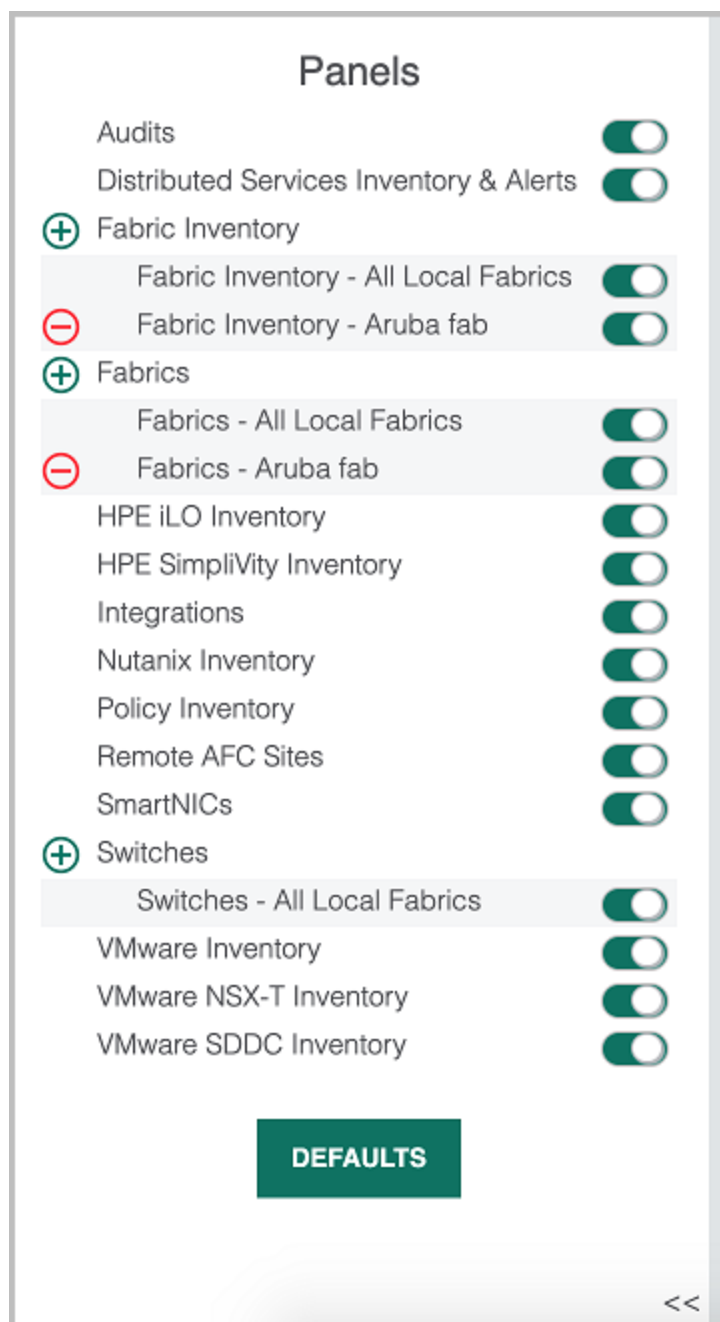 Panels
Audits
Distributed Services Inventory & Alerts
Fabric Inventory
Fabric Inventory - All Local Fabrics
Fabric Inventory - Aruba fab
Fabrics
Fabrics - All Local Fabrics
Fabrics - Aruba fab
HPE iLO Inventory
HPE SimpliVity Inventory
Integrations
Nutanix Inventory
Policy Inventory
Remote AFC Sites
SmartNICs
Switches
Switches - All Local Fabrics
VMware Inventory
VMware NSX-T Inventory
VMware SDDC Inventory
DEFAULTS
<<